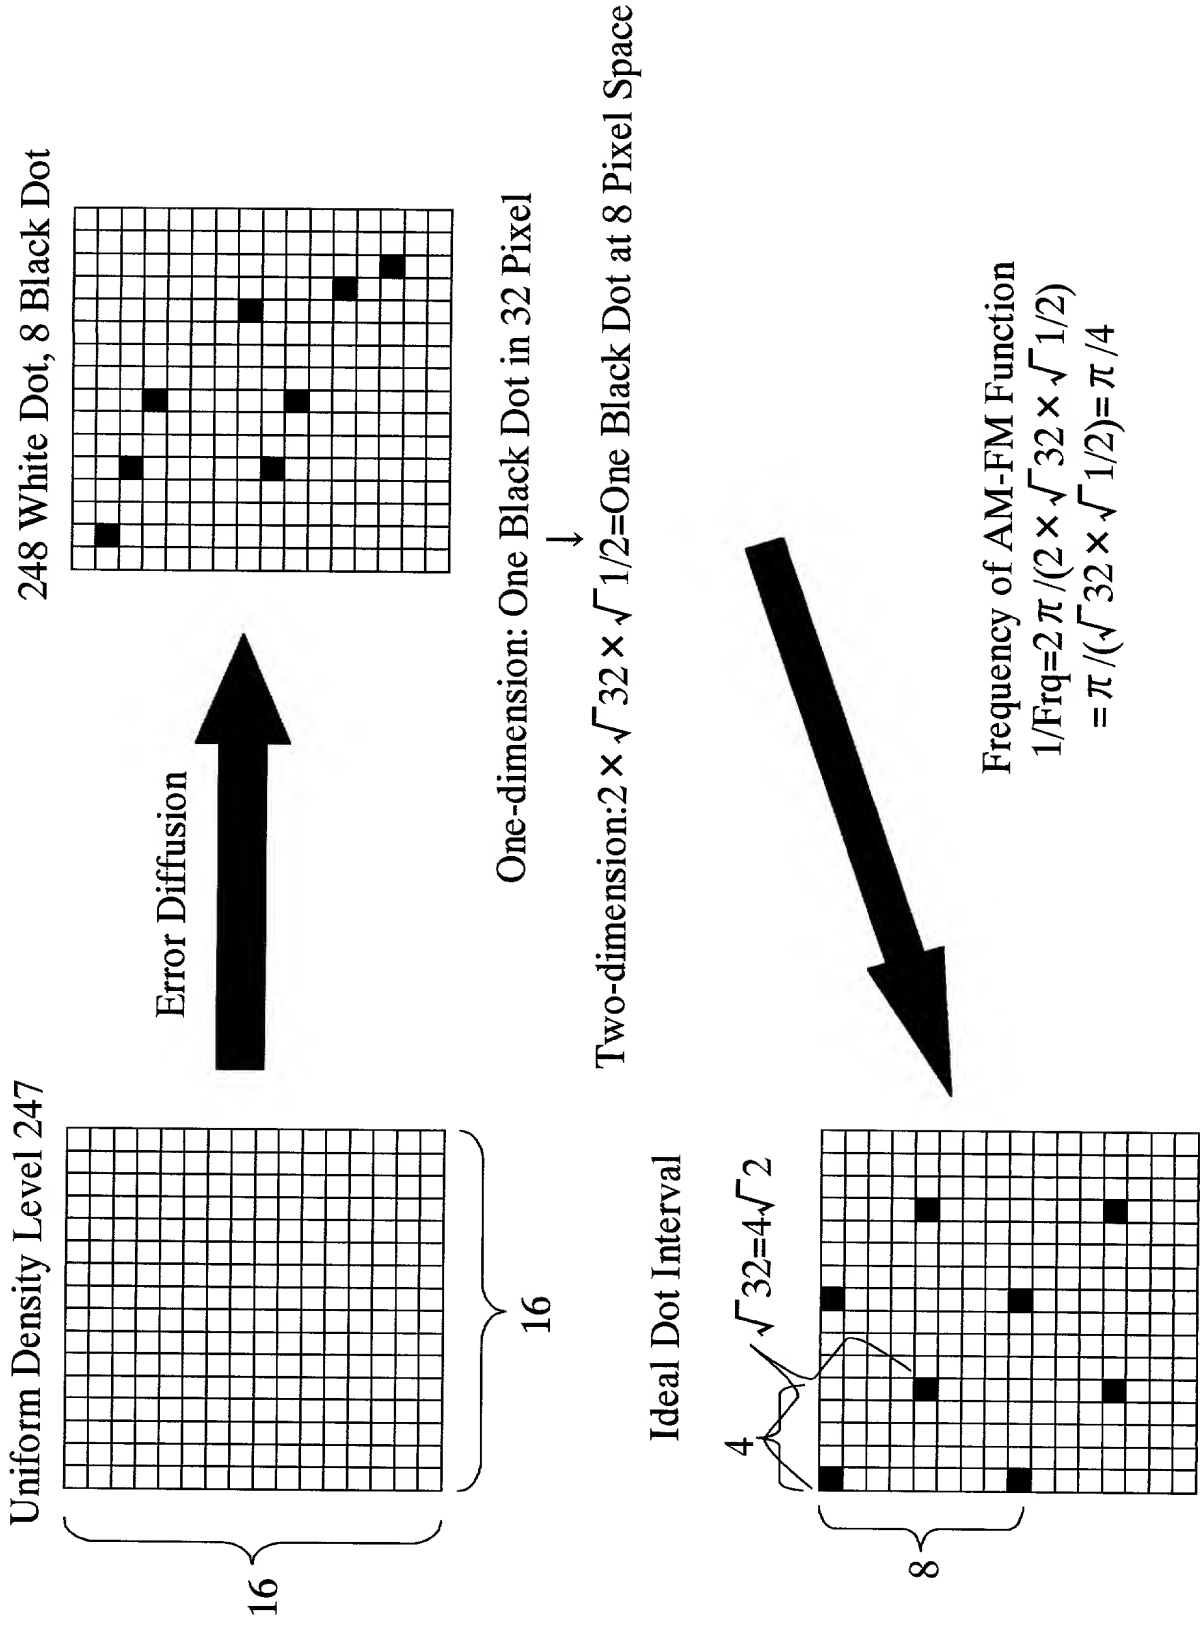 Uniform Density Level 247
16
16
Error Diffusion
248 White Dot, 8 Black Dot
One-dimension: One Black Dot in 32 Pixel
↓
Two-dimension:2×√32×√1/2=One Black Dot at 8 Pixel Space
Ideal Dot Interval
4
√32=4√2
8
Frequency of AM-FM Function
1/Frq=2π/(2×√32×√1/2)
=π/(√32×√1/2)=π/4